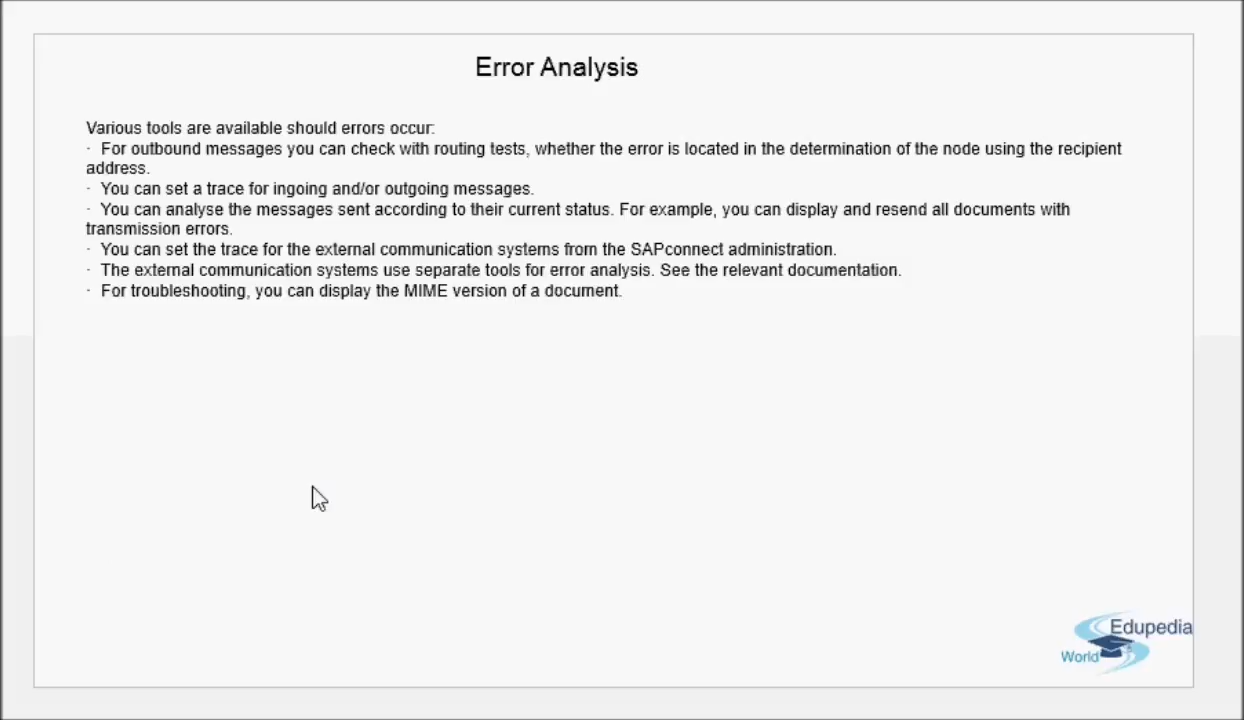 Error Analysis
Various tools are available should errors occur:
· For outbound messages you can check with routing tests, whether the error is located in the determination of the node using the recipient
address.
· You can set a trace for ingoing and/or outgoing messages.
· You can analyse the messages sent according to their current status. For example, you can display and resend all documents with
transmission errors.
· You can set the trace for the external communication systems from the SAPconnect administration.
· The external communication systems use separate tools for error analysis. See the relevant documentation.
· For troubleshooting, you can display the MIME version of a document.
Edupedia
World